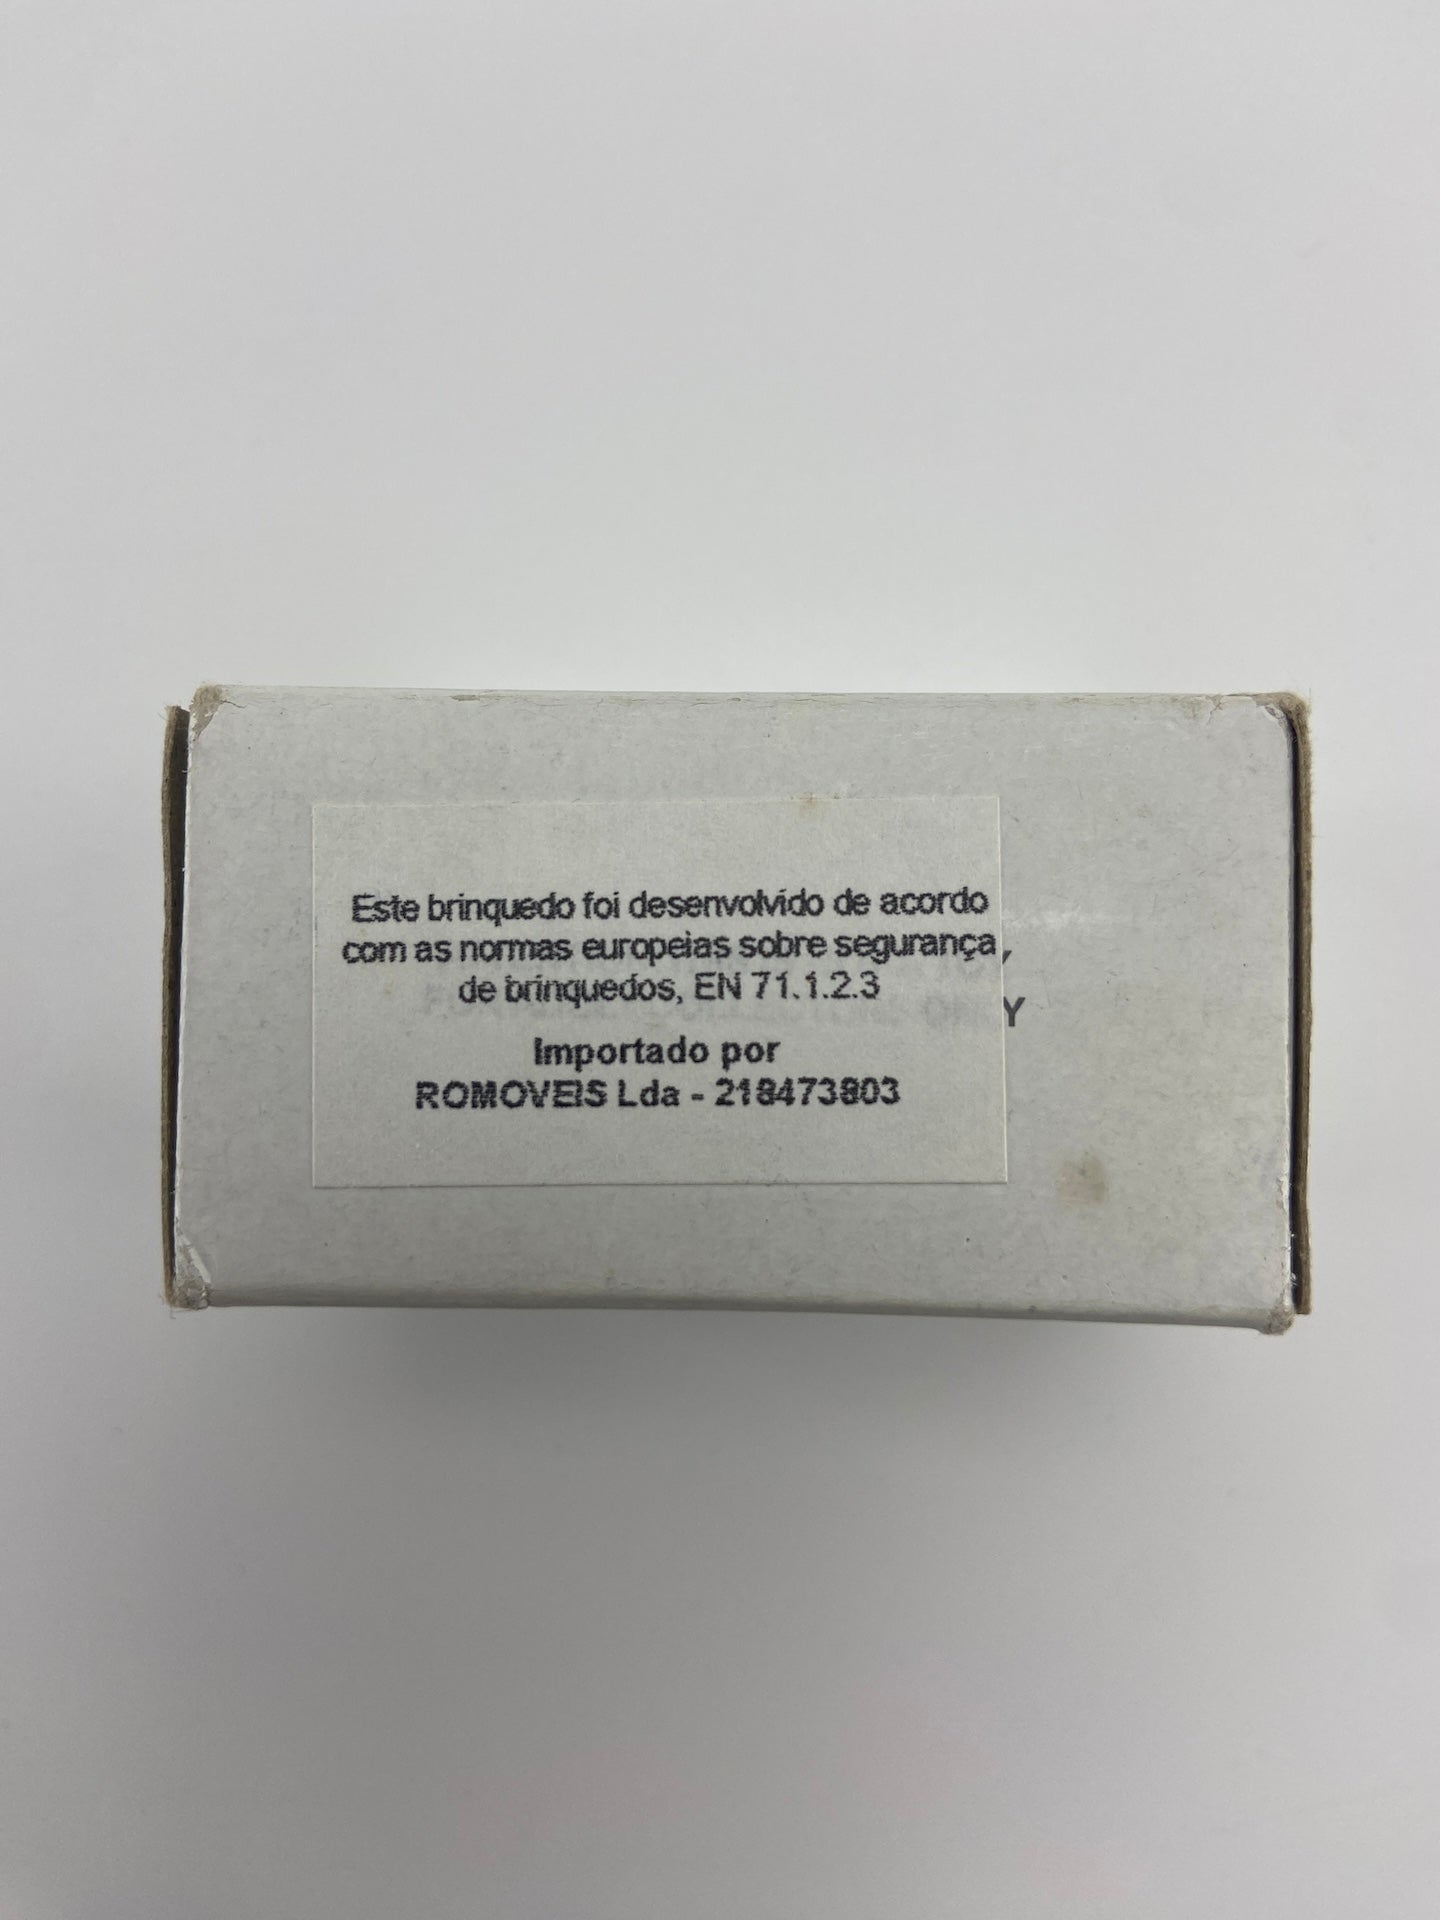 Este brinquedo foi desenvolvido de acordo
com as normas europeias sobre segurança
de brinquedos, EN 71.1.2.3
Importado por
ROMOVEIS Lda - 218473803